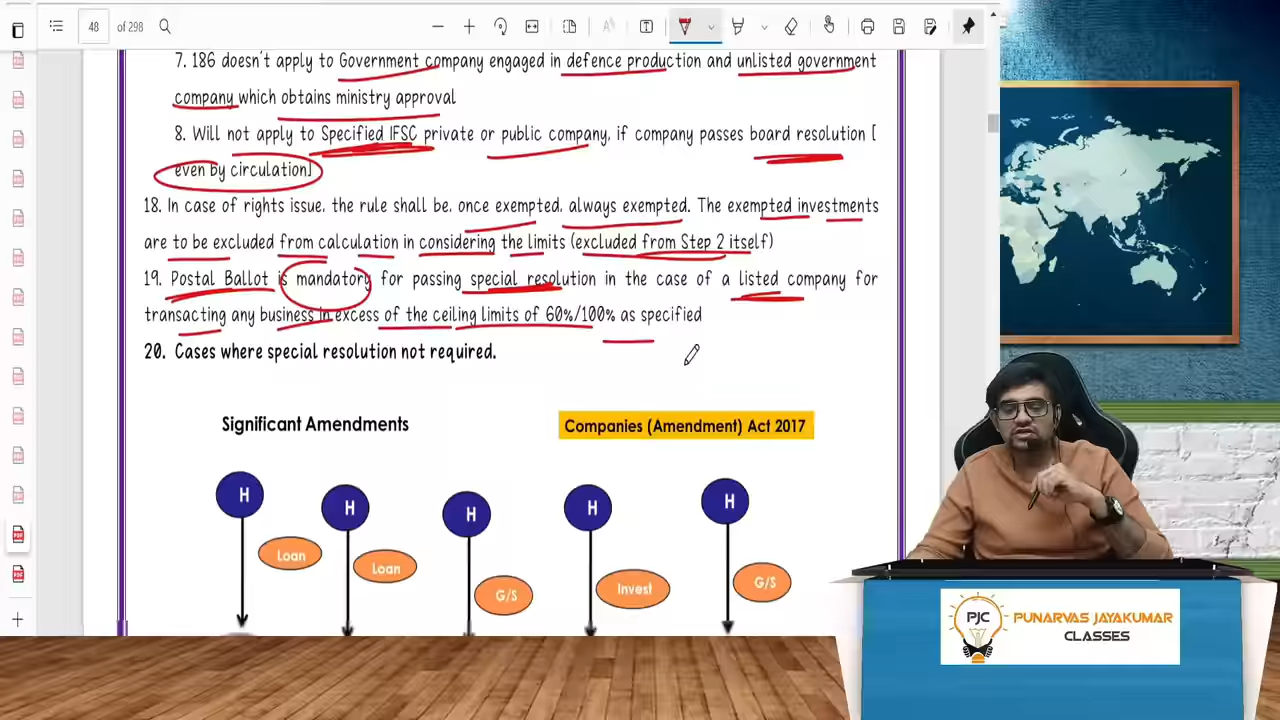 48 of 298
7. 186 doesn't apply to Government company engaged in defence production and unlisted government
company which obtains ministry approval
8. Will not apply to Specified IFSC private or public company, if company passes board resolution [
even by circulation]
18. In case of rights issue, the rule shall be, once exempted, always exempted. The exempted investments
are to be excluded from calculation in considering the limits (excluded from Step 2 itself)
19. Postal Ballot is mandatory for passing special resolution in the case of a listed company for
transacting any business in excess of the ceiling limits of 60%/100% as specified
20. Cases where special resolution not required.
Significant Amendments
Companies (Amendment) Act 2017
H H H H H
Loan Loan G/S Invest G/S
PJC
PUNARVAS JAYAKUMAR
CLASSES